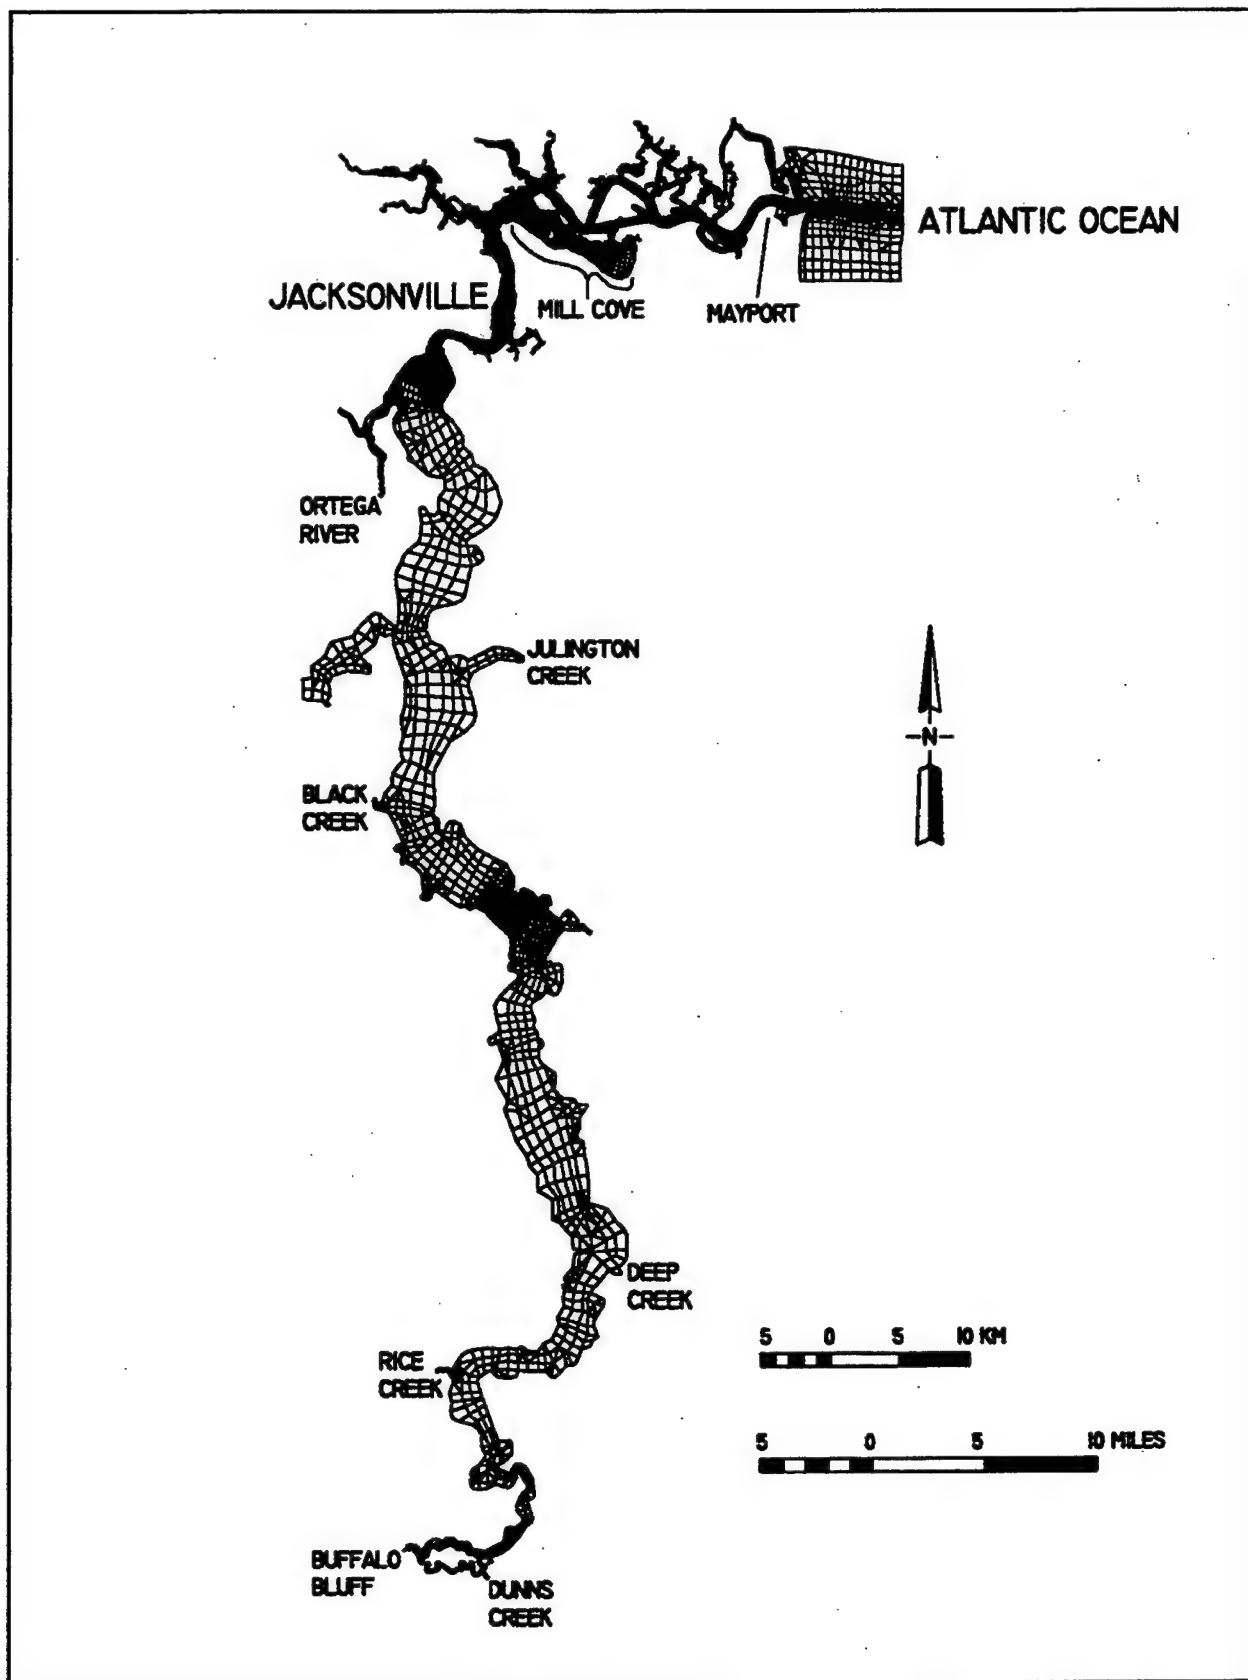 ATLANTIC OCEAN
JACKSONVILLE
MILL COVE
MAYPORT
ORTEGA
RIVER
JULINGTON
CREEK
N
BLACK
CREEK
DEEP
CREEK
5 0 5 10 KM
RICE
CREEK
5 0 5 10 MILES
BUFFALO
BLUFF
DUNNS
CREEK